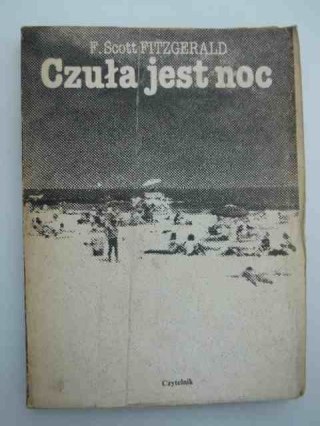 F. Scott FITZGERALD
Czuła jest noc
Czytelnik